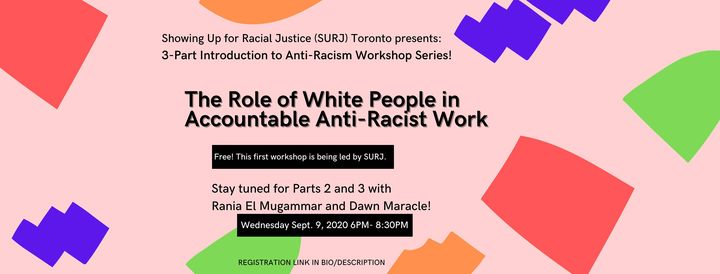 Showing Up for Racial Justice (SURJ) Toronto presents:
3-Part Introduction to Anti-Racism Workshop Series!
The Role of White People in
Accountable Anti-Racist Work
Free! This first workshop is being led by SURJ.
Stay tuned for Parts 2 and 3 with
Rania El Mugammar and Dawn Maracle!
Wednesday Sept. 9, 2020 6PM- 8:30PM
REGISTRATION LINK IN BIO/DESCRIPTION